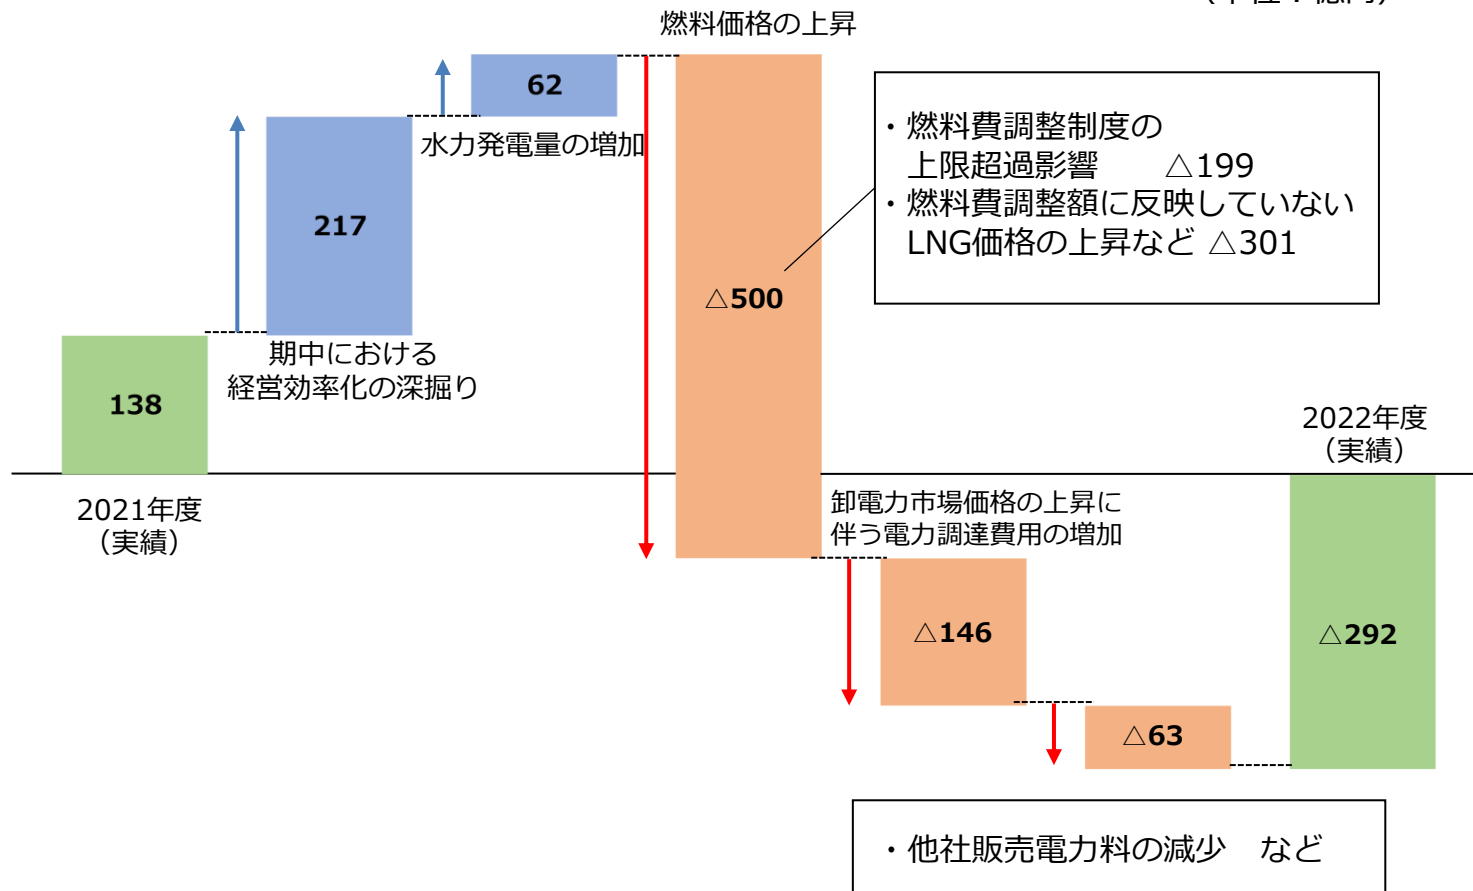 燃料価格の上昇
62
水力発電量の増加
217
期中における
経営効率化の深掘り
138
2021年度
（実績）
△500
・燃料費調整制度の
上限超過影響　　△199
・燃料費調整額に反映していない
LNG価格の上昇など △301
卸電力市場価格の上昇に
伴う電力調達費用の増加
△146
△63
・他社販売電力料の減少　など
2022年度
（実績）
△292